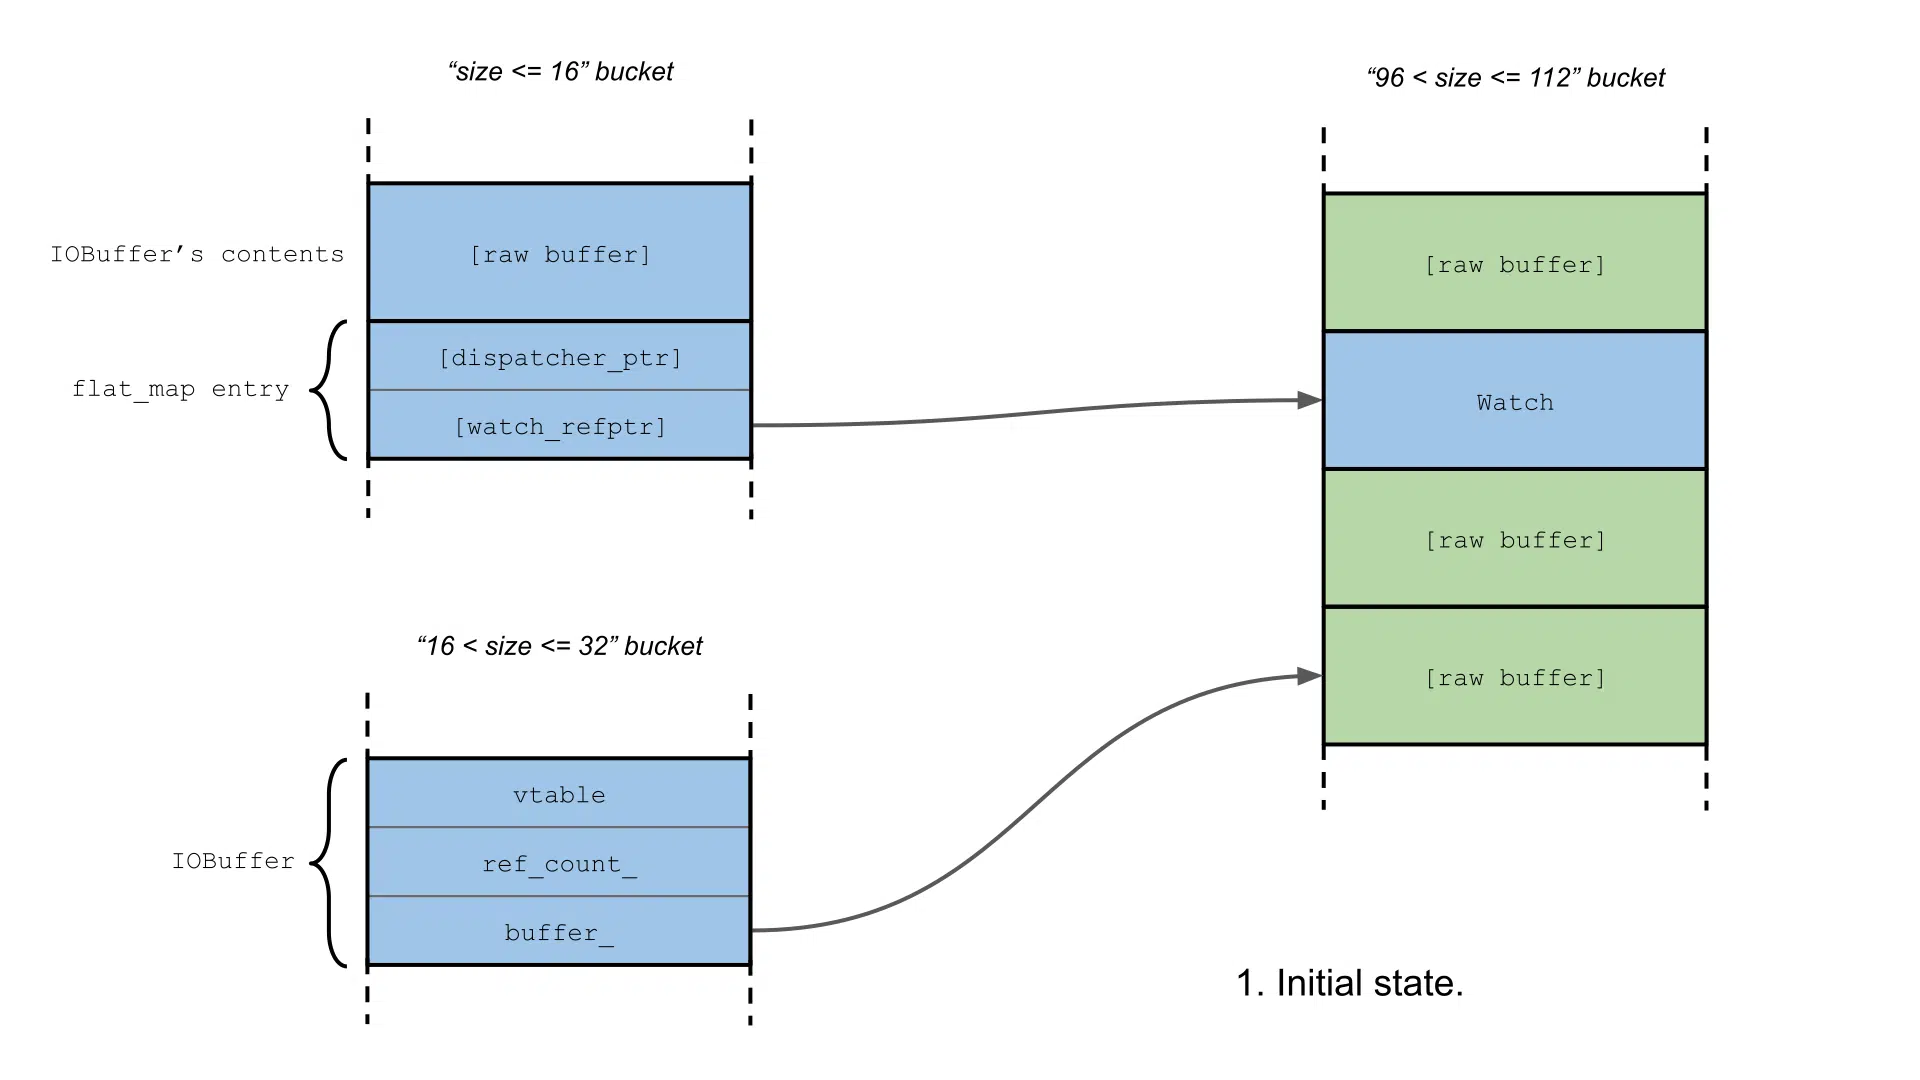 “size <= 16” bucket
IOBuffer’s contents
[raw buffer]
flat_map entry
[dispatcher_ptr]
[watch_refptr]
“16 < size <= 32” bucket
IOBuffer
vtable
ref_count_
buffer_
“96 < size <= 112” bucket
[raw buffer]
Watch
[raw buffer]
[raw buffer]
1. Initial state.